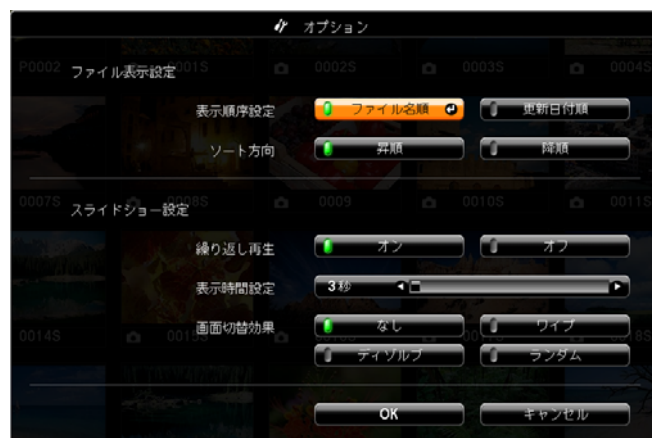 オプション
P0002 0001S 0002S 0003S 0004S
ファイル表示設定
表示順序設定 ファイル名順 更新日付順
ソート方向 昇順 降順
0007S 0008S 0009 0010S 0011S
スライドショー設定
繰り返し再生 オン オフ
表示時間設定 3秒
画面切替効果 なし ワイプ
0014S
ディゾルブ ランダム
OK キャンセル